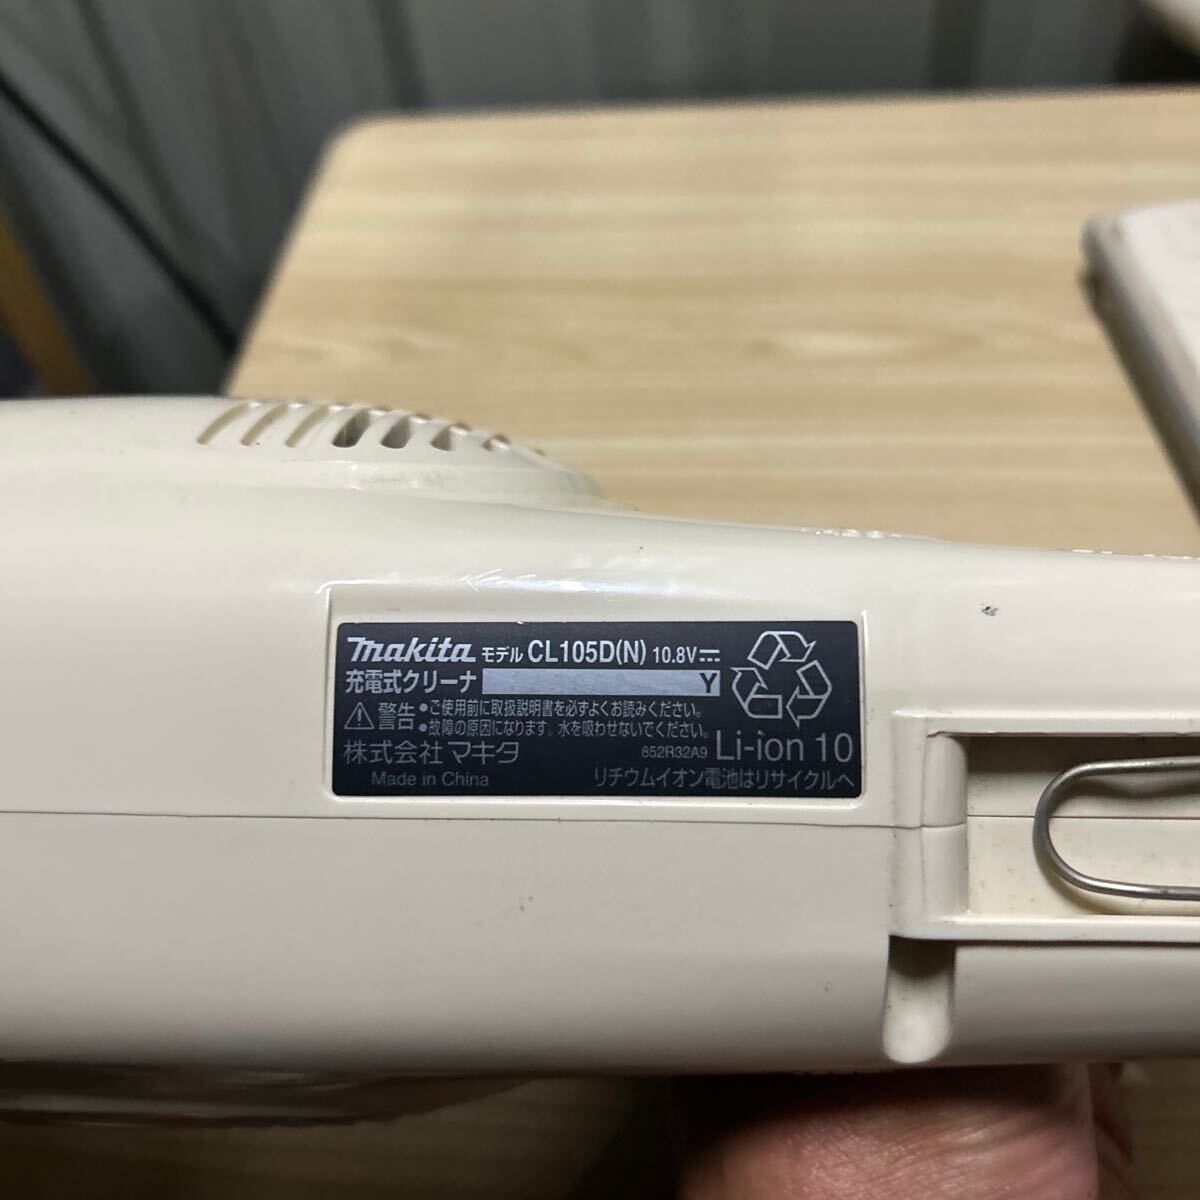 makita モデル CL105D(N) 10.8V
充電式クリーナ Y
警告 ●ご使用前に取扱説明書を必ずよくお読みください。
●故障の原因になります。水を吸わせないでください。
株式会社 マキタ 852R32A9 Li-ion 10
Made in China リチウムイオン電池はリサイクルへ